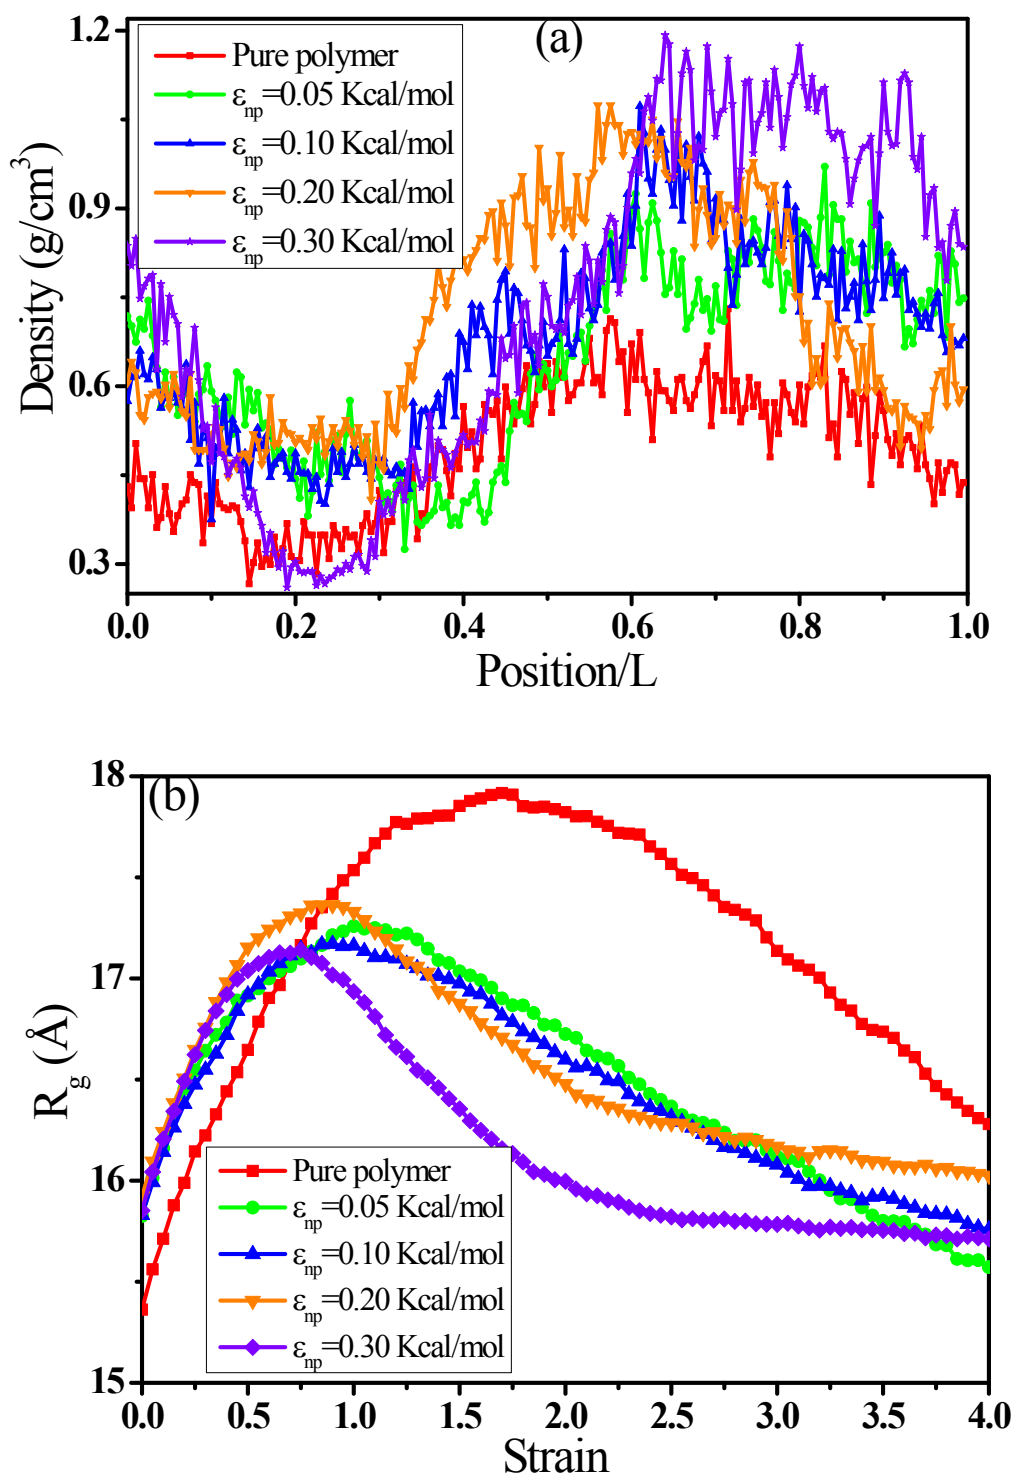 (a)
1.2
0.9
0.6
0.3
Density (g/cm³)
Pure polymer
εnp=0.05 Kcal/mol
εnp=0.10 Kcal/mol
εnp=0.20 Kcal/mol
εnp=0.30 Kcal/mol
0.0 0.2 0.4 0.6 0.8 1.0
Position/L
(b)
18
17
16
15
Rg (Å)
Pure polymer
εnp=0.05 Kcal/mol
εnp=0.10 Kcal/mol
εnp=0.20 Kcal/mol
εnp=0.30 Kcal/mol
0.0 0.5 1.0 1.5 2.0 2.5 3.0 3.5 4.0
Strain